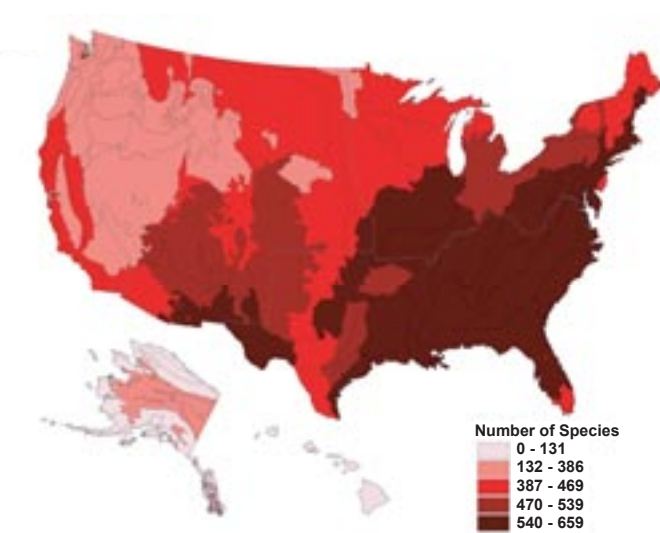 Number of Species
0 - 131
132 - 386
387 - 469
470 - 539
540 - 659